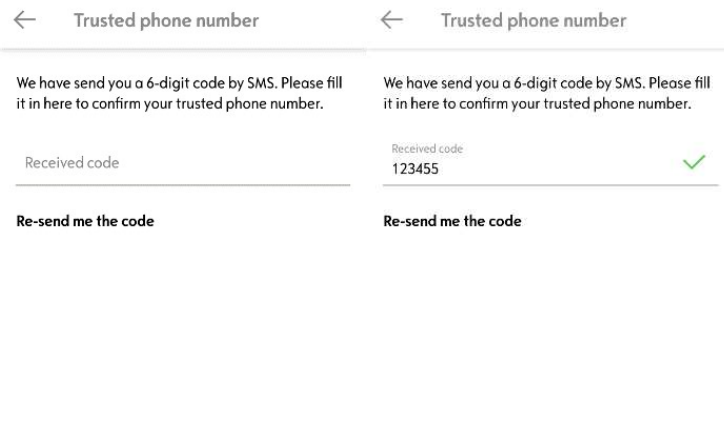 Trusted phone number
We have send you a 6-digit code by SMS. Please fill
it in here to confirm your trusted phone number.
Received code
Re-send me the code
Trusted phone number
We have send you a 6-digit code by SMS. Please fill
it in here to confirm your trusted phone number.
Received code
123455
Re-send me the code